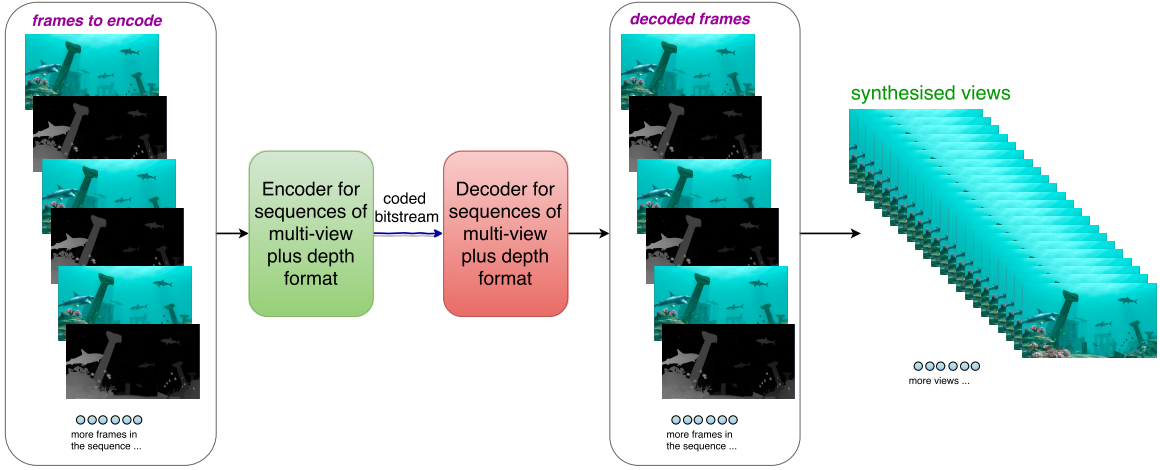 frames to encode
more frames in
the sequence ...
Encoder for
sequences of
multi-view
plus depth
format
coded
bitstream
Decoder for
sequences of
multi-view
plus depth
format
decoded frames
more frames in
the sequence ...
synthesised views
more views ...